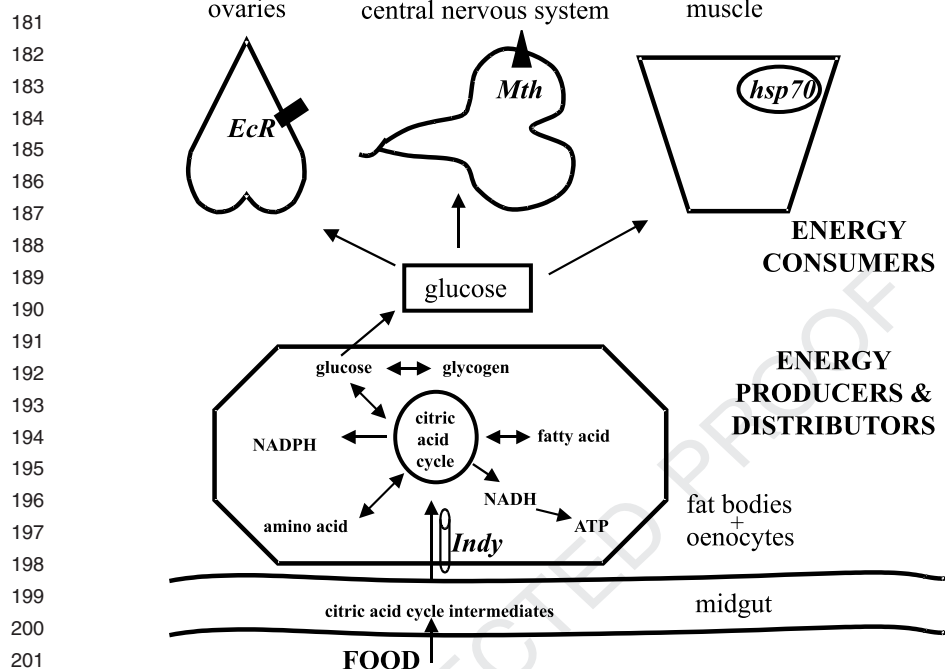 181
182
183
184
185
186
187
188
189
190
191
192
193
194
195
196
197
198
199
200
201
ovaries
central nervous system
muscle
EcR
Mth
hsp70
ENERGY
CONSUMERS
glucose
ENERGY
PRODUCERS &
DISTRIBUTORS
glucose
glycogen
citric
acid
cycle
NADPH
fatty acid
NADH
ATP
amino acid
Indy
fat bodies
+
oenocytes
citric acid cycle intermediates
midgut
FOOD
ECTED PROOF